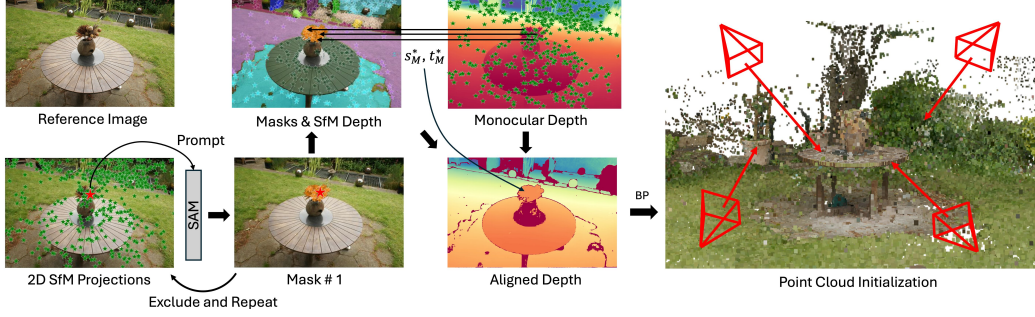 Reference Image
Masks & SfM Depth
Monocular Depth
s*M, t*M
Prompt
SAM
BP
2D SfM Projections
Mask # 1
Aligned Depth
Point Cloud Initialization
Exclude and Repeat